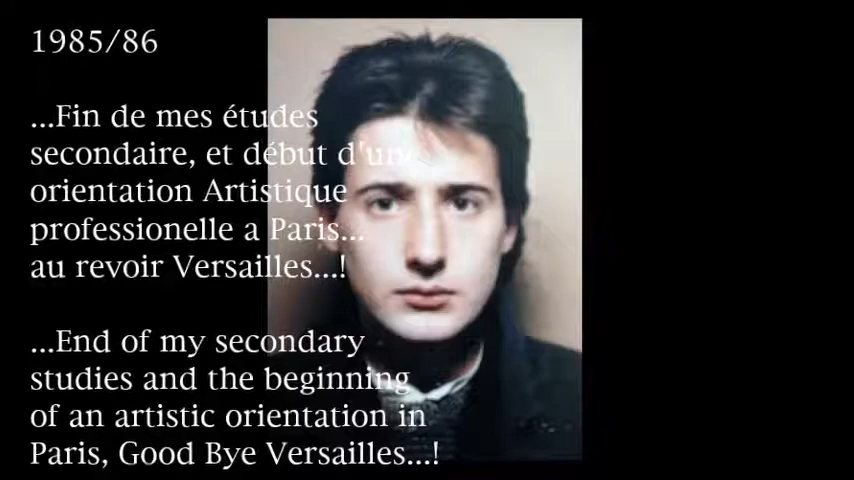 1985/86
...Fin de mes études
secondaire, et début d'une
orientation Artistique
professionelle a Paris...
au revoir Versailles...!
...End of my secondary
studies and the beginning
of an artistic orientation in
Paris, Good Bye Versailles...!